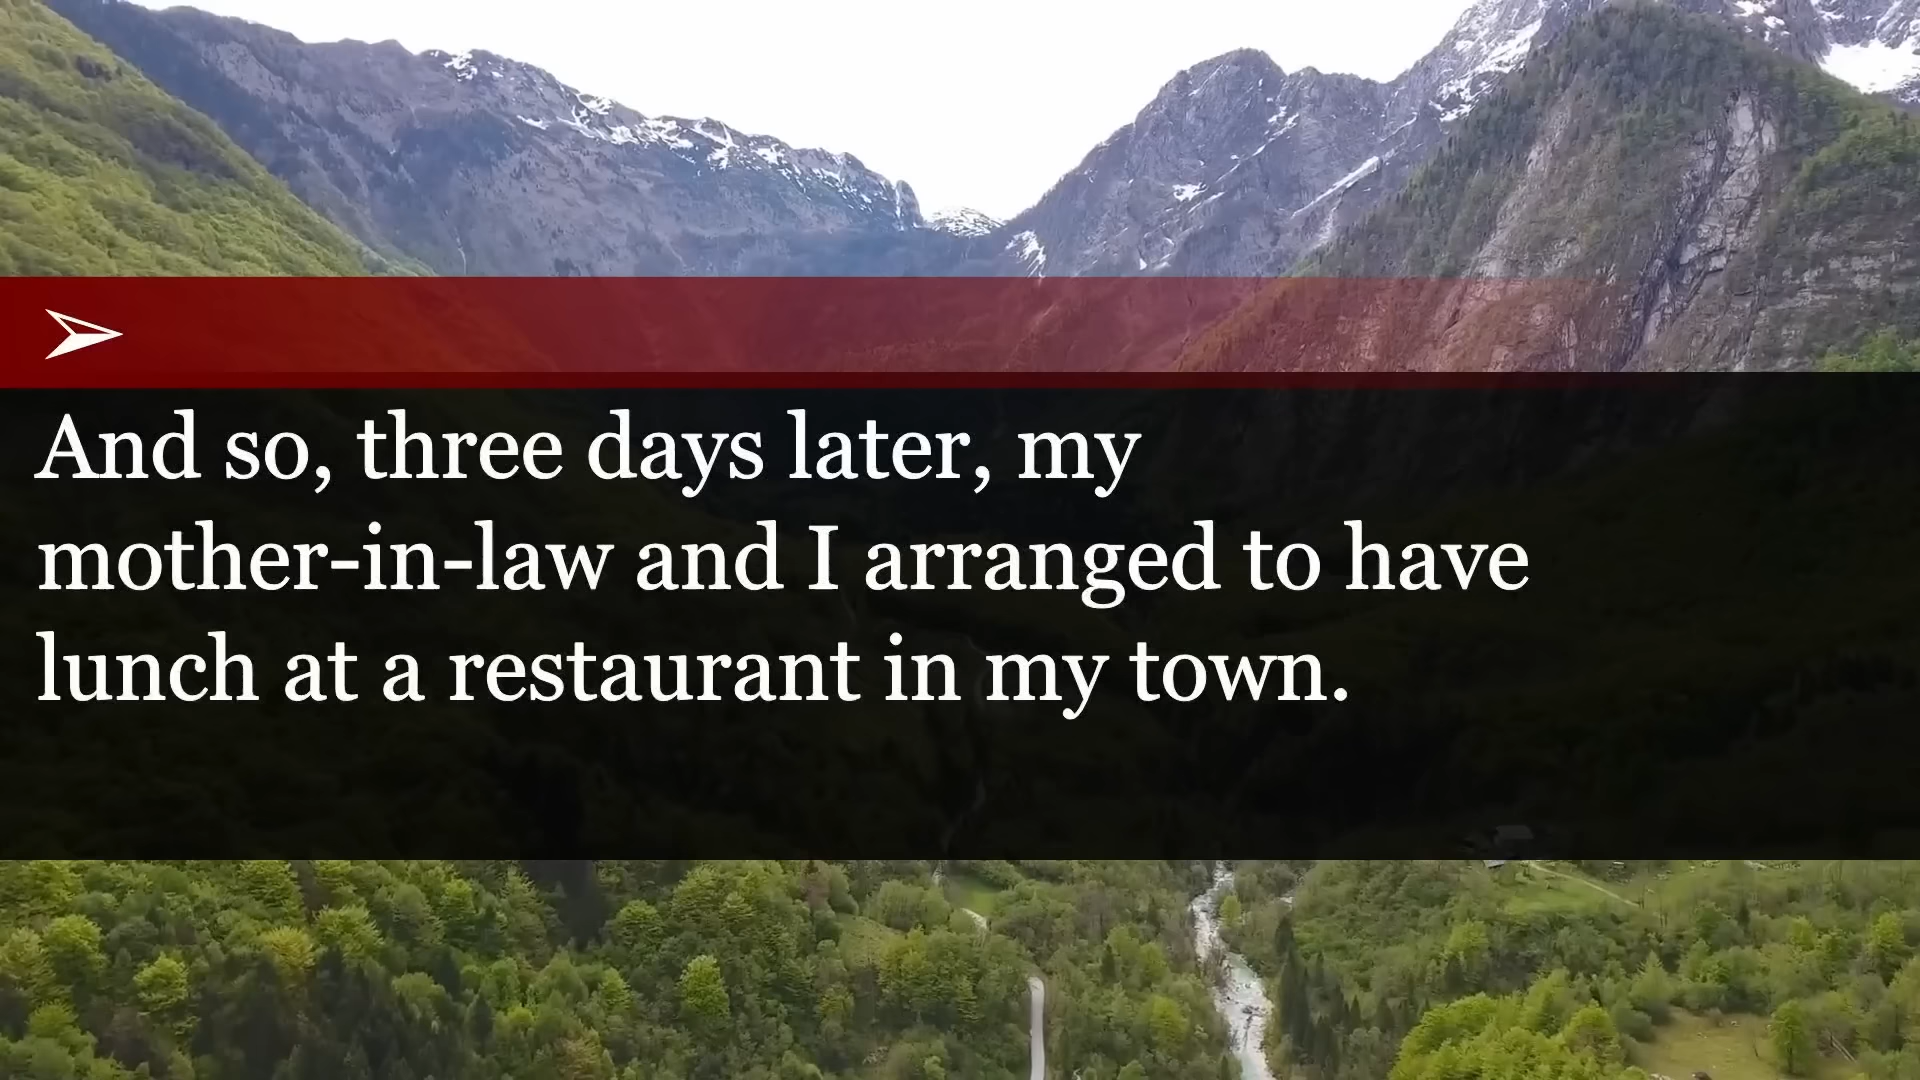 And so, three days later, my
mother-in-law and I arranged to have
lunch at a restaurant in my town.